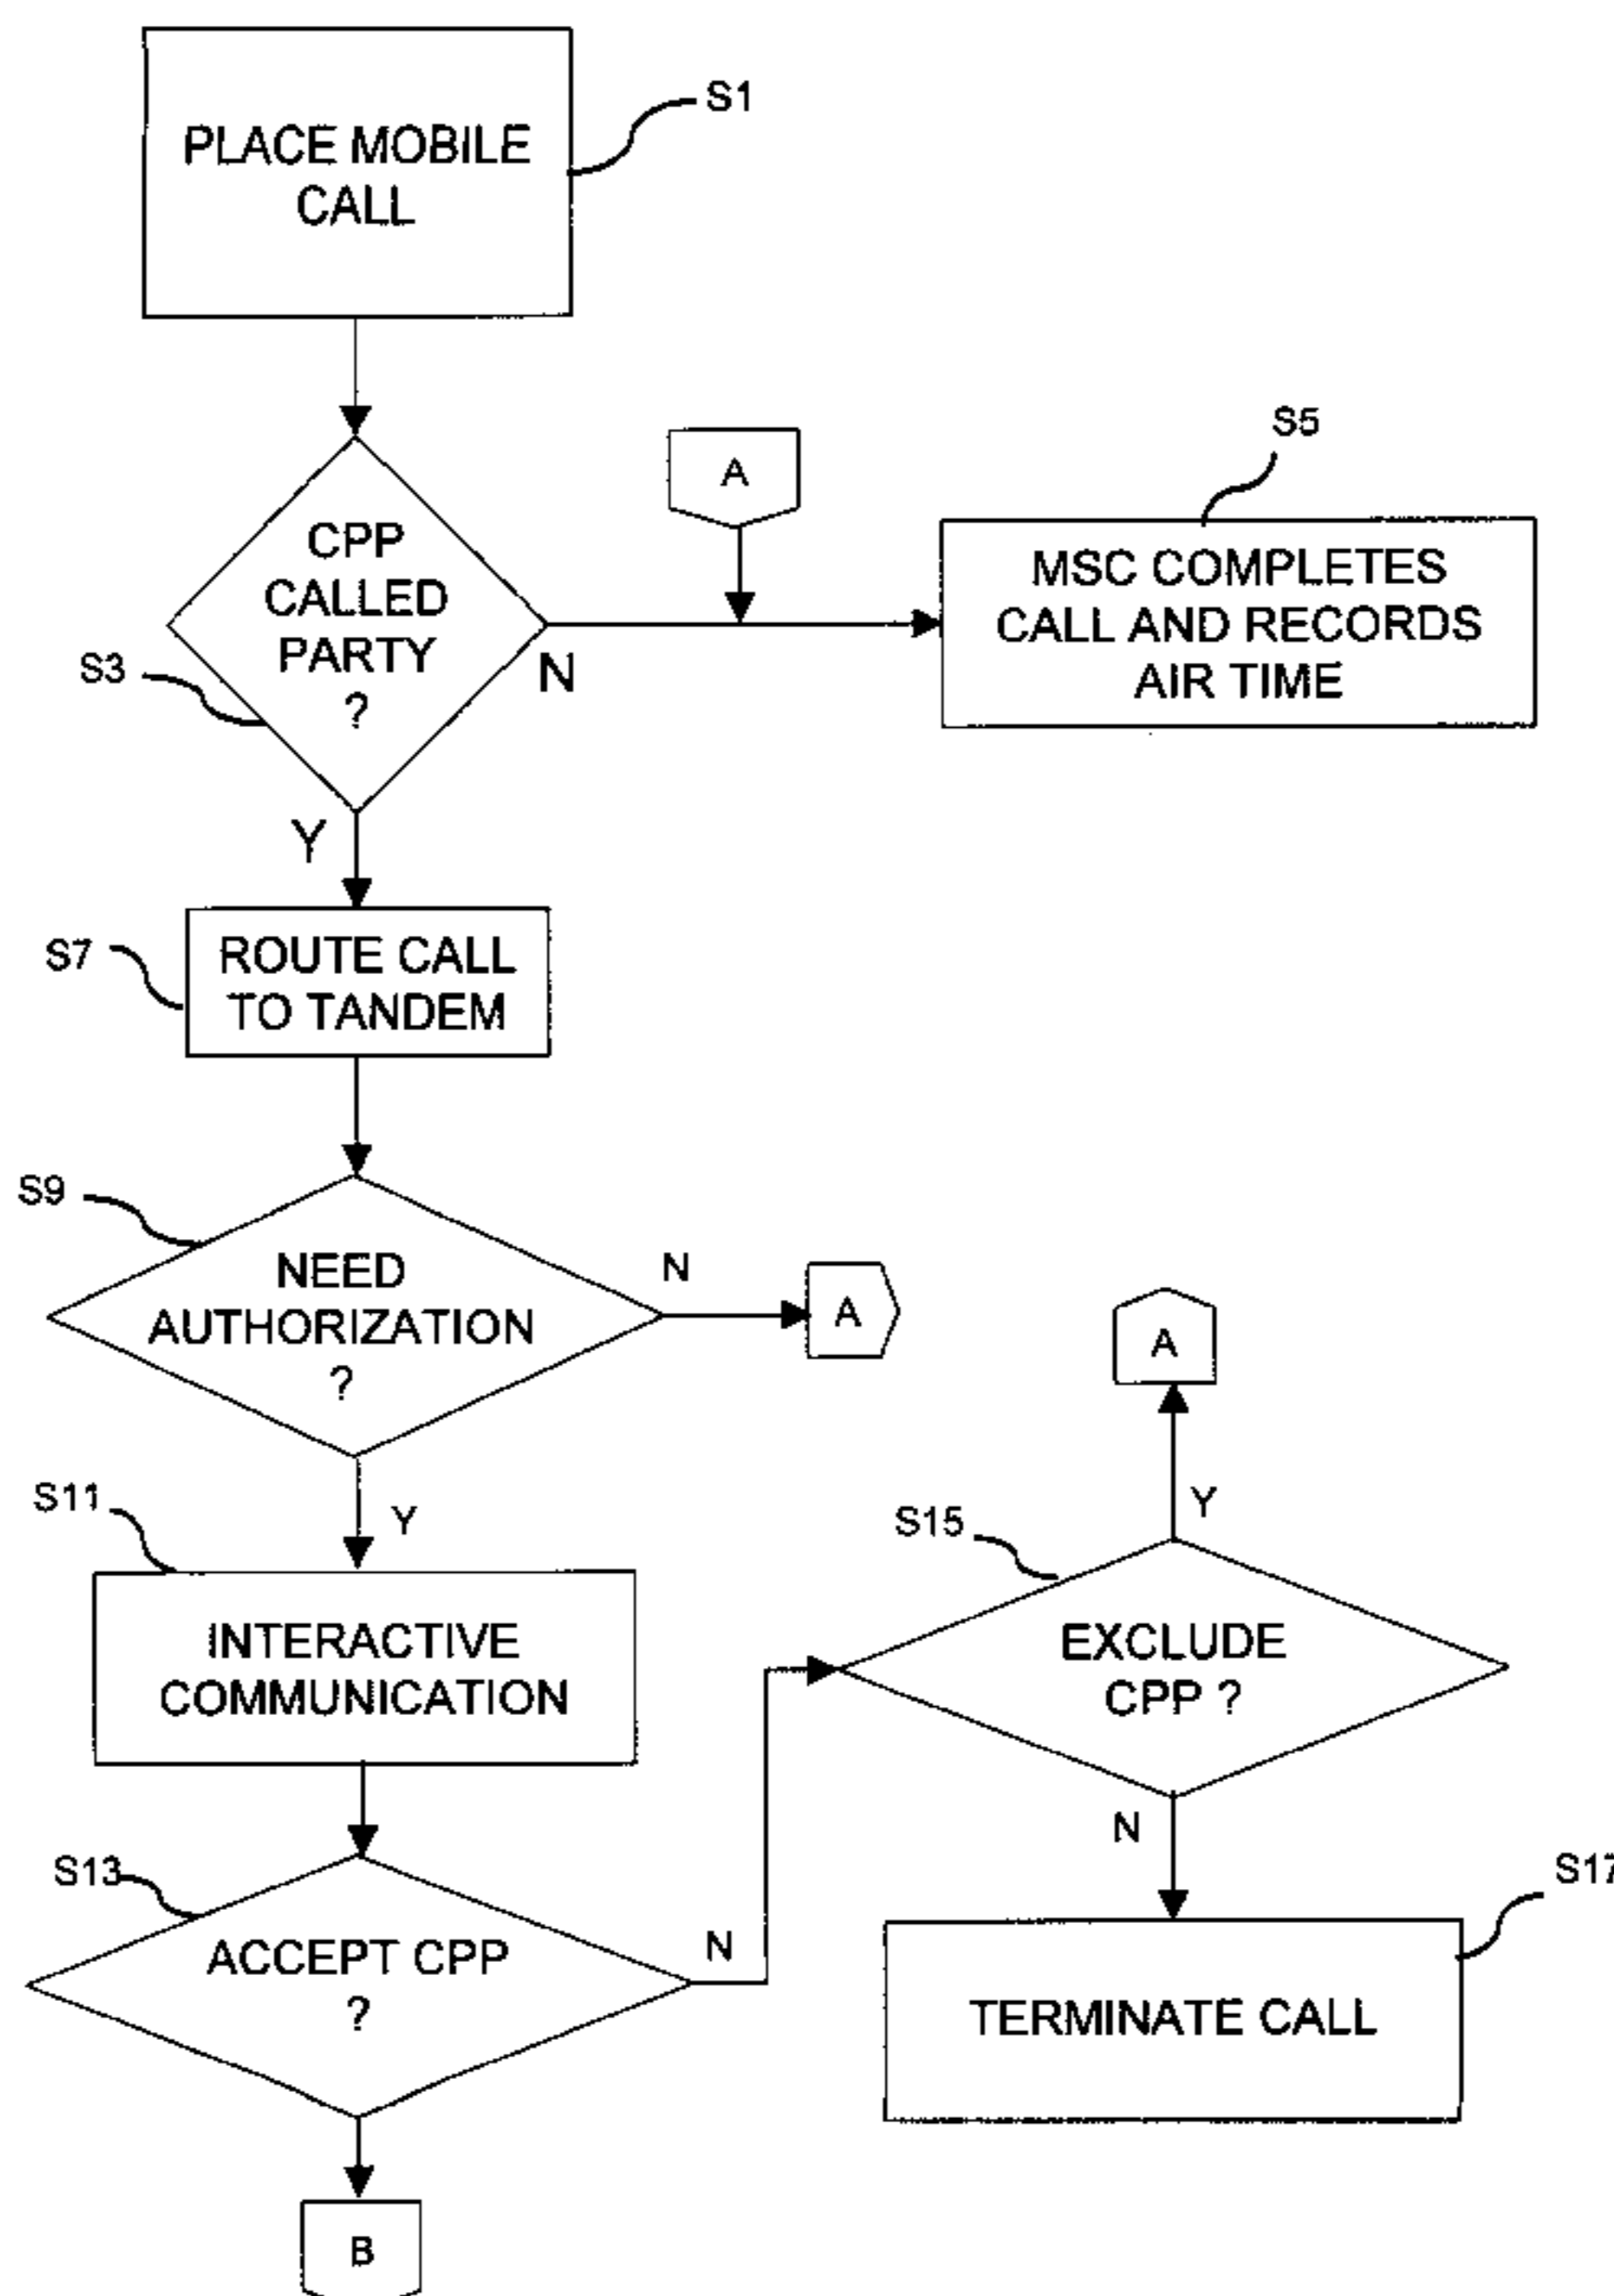 PLACE MOBILE
CALL
S1
CPP
CALLED
PARTY
?
S3
N
A
S5
MSC COMPLETES
CALL AND RECORDS
AIR TIME
Y
S7
ROUTE CALL
TO TANDEM
S9
NEED
AUTHORIZATION
?
N
A
A
Y
S11
Y
S15
INTERACTIVE
COMMUNICATION
EXCLUDE
CPP ?
N
S13
ACCEPT CPP
?
N
S17
TERMINATE CALL
B